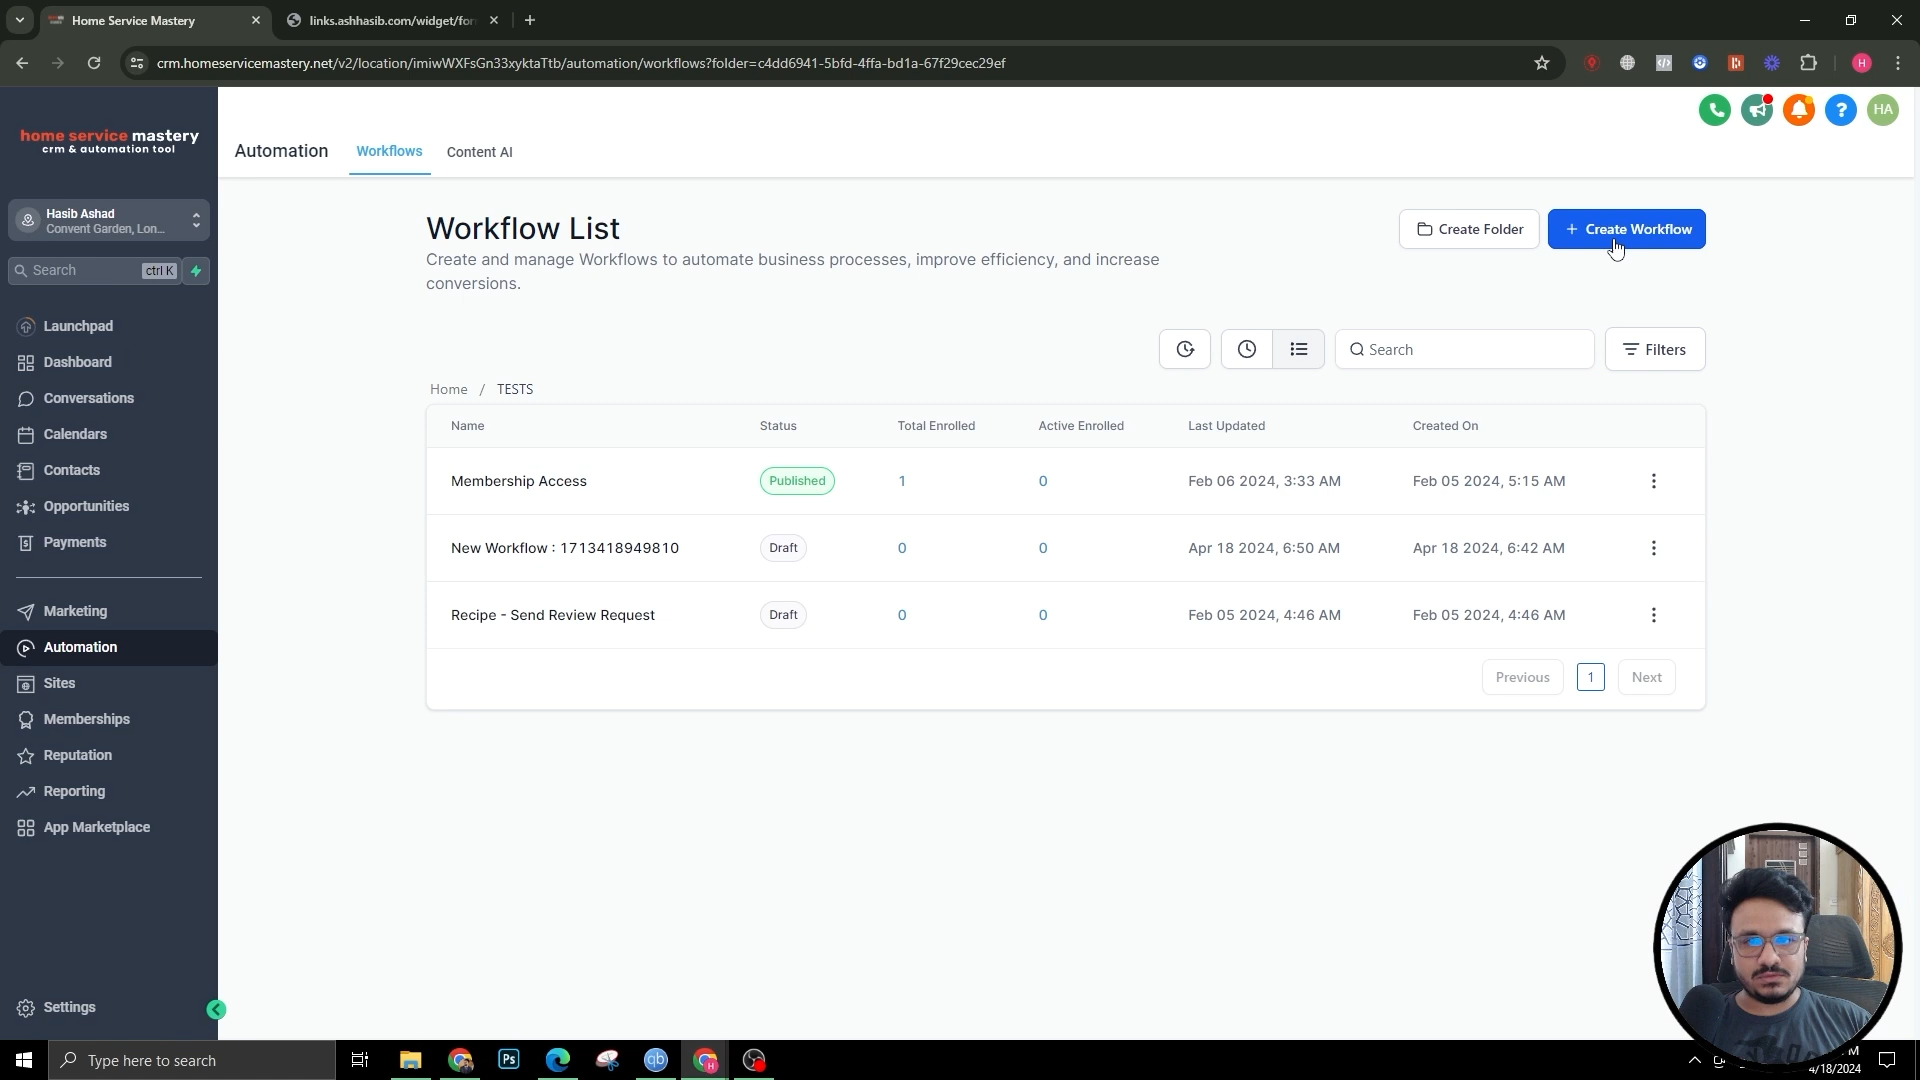 Home Service Mastery
links.ashhasib.com/widget/for
crm.homeservicemastery.net/v2/location/imiwWXFsGn33xyktaTtb/automation/workflows?folder=c4dd6941-5bfd-4ffa-bd1a-67f29cec29ef
H
home service mastery
crm & automation tool
HA
Automation
Workflows
Content AI
Hasib Ashad
Convent Garden, Lon...
Search
ctrl K
Launchpad
Dashboard
Conversations
Calendars
Contacts
Opportunities
Payments
Marketing
Automation
Sites
Memberships
Reputation
Reporting
App Marketplace
Settings
Workflow List
Create and manage Workflows to automate business processes, improve efficiency, and increase
conversions.
Create Folder
+ Create Workflow
Search
Filters
Home / TESTS
Name Status Total Enrolled Active Enrolled Last Updated Created On
Membership Access Published 1 0 Feb 06 2024, 3:33 AM Feb 05 2024, 5:15 AM
New Workflow : 1713418949810 Draft 0 0 Apr 18 2024, 6:50 AM Apr 18 2024, 6:42 AM
Recipe - Send Review Request Draft 0 0 Feb 05 2024, 4:46 AM Feb 05 2024, 4:46 AM
Previous 1 Next
Type here to search
Ps
qb
H
4/18/2024